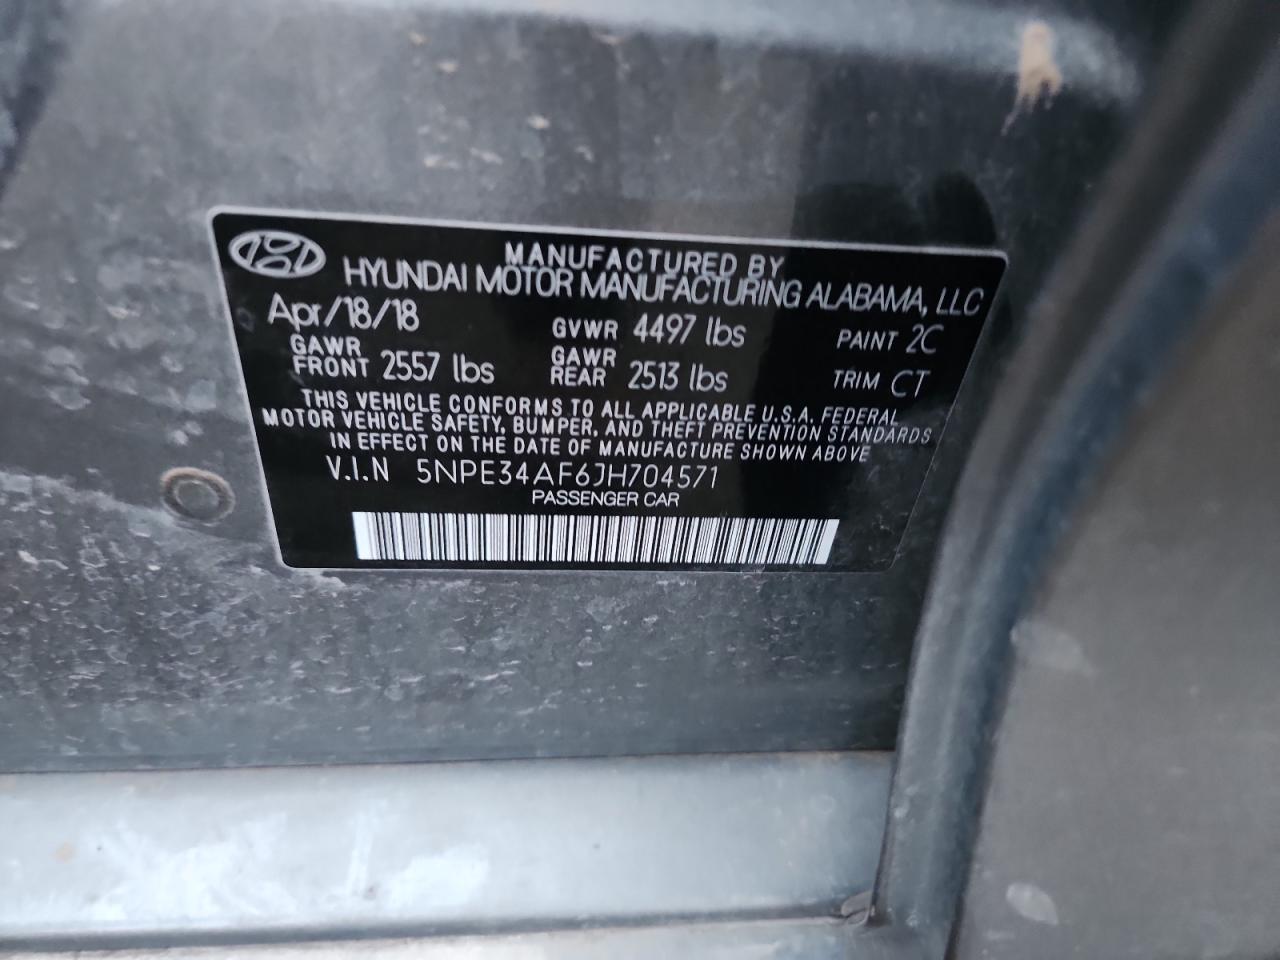 MANUFACTURED BY
HYUNDAI MOTOR MANUFACTURING ALABAMA, LLC
Apr/18/18 GVWR 4497 lbs PAINT 2C
GAWR FRONT 2557 lbs GAWR REAR 2513 lbs TRIM CT
THIS VEHICLE CONFORMS TO ALL APPLICABLE U.S.A. FEDERAL
MOTOR VEHICLE SAFETY, BUMPER, AND THEFT PREVENTION STANDARDS
IN EFFECT ON THE DATE OF MANUFACTURE SHOWN ABOVE
V.I.N 5NPE34AF6JH704571
PASSENGER CAR